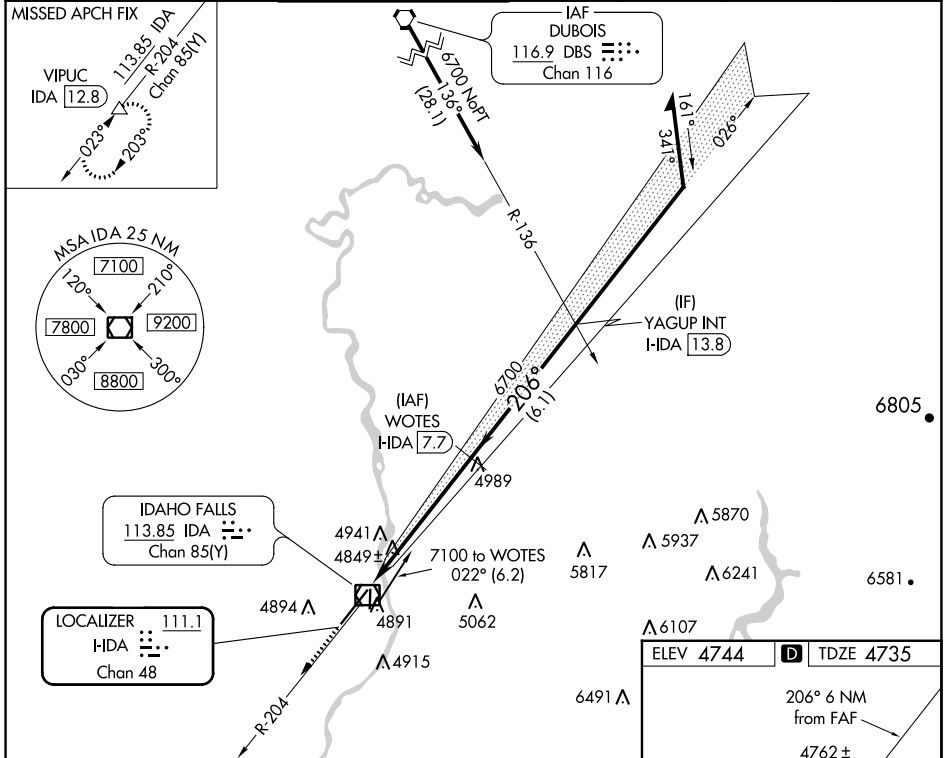 MISSED APCH FIX
113.85 IDA
R-204
Chan 85(Y)
VIPUC
IDA 12.8
023°
203°
IAF
DUBOIS
116.9 DBS
Chan 116
6700 NoPT
136°
(28.1)
R-136
161°
341°
026°
MSA IDA 25 NM
7100
120°
210°
7800
9200
030°
300°
8800
(IF)
YAGUP INT
I-IDA 13.8
6700
206°
(6.1)
(IAF)
WOTES
I-IDA 7.7
4989
6805
IDAHO FALLS
113.85 IDA
Chan 85(Y)
4941
4849±
7100 to WOTES
022° (6.2)
5870
5937
5817
6241
6581
4894
4891
5062
LOCALIZER 111.1
I-IDA
Chan 48
4915
6107
6491
R-204
ELEV 4744
D
TDZE 4735
206° 6 NM
from FAF
4762±